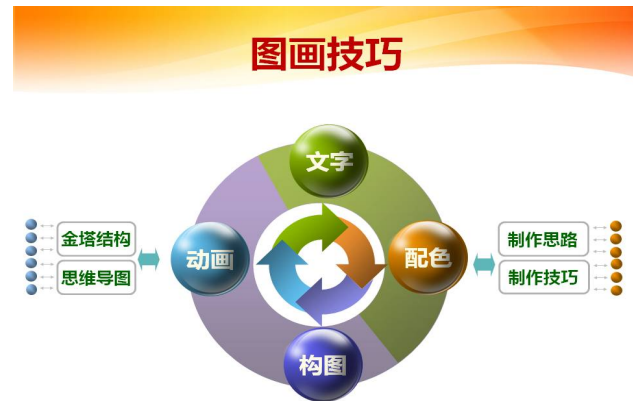 图画技巧
文字
金塔结构
思维导图
动画
配色
制作思路
制作技巧
构图